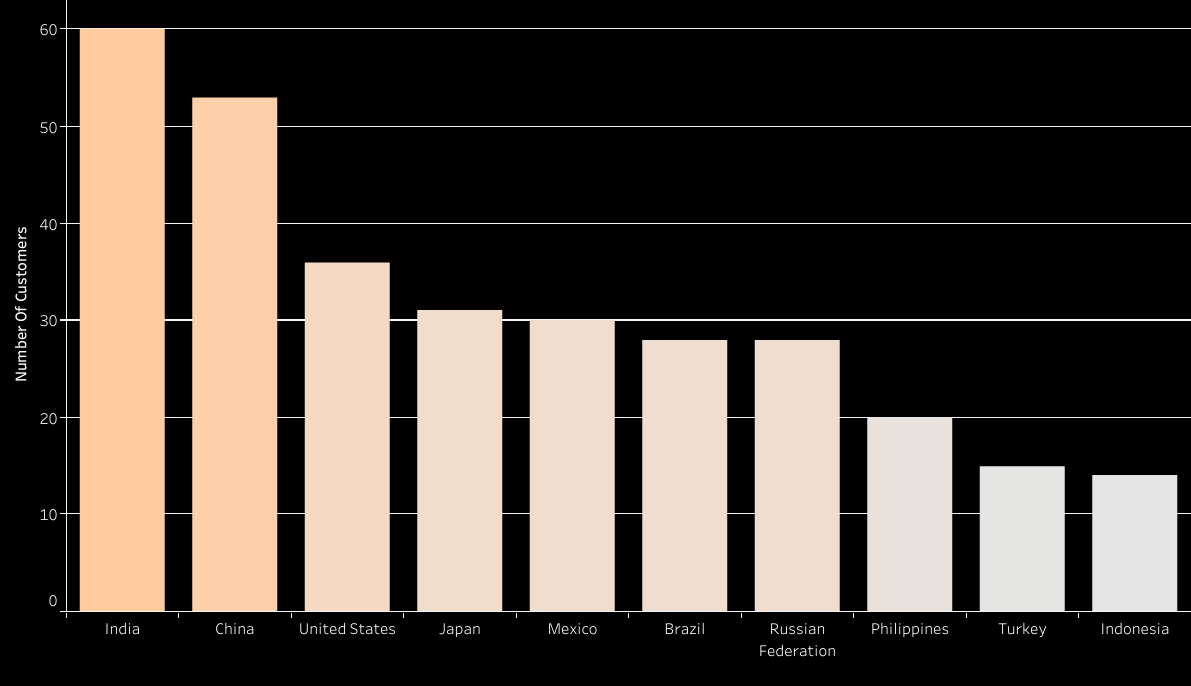 60
50
40
30
20
10
0
Number Of Customers
India
China
United States
Japan
Mexico
Brazil
Russian
Federation
Philippines
Turkey
Indonesia